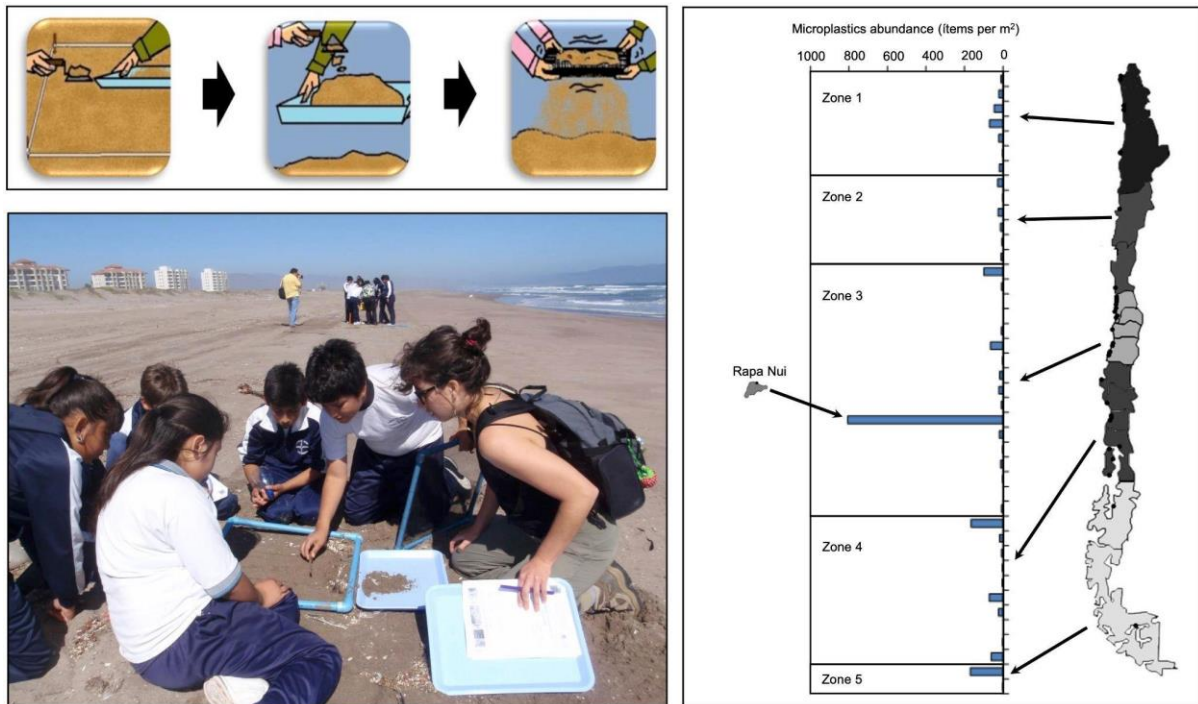 Microplastics abundance (ítems per m²)
1000 800 600 400 200 0
Zone 1
Zone 2
Zone 3
Rapa Nui
Zone 4
Zone 5